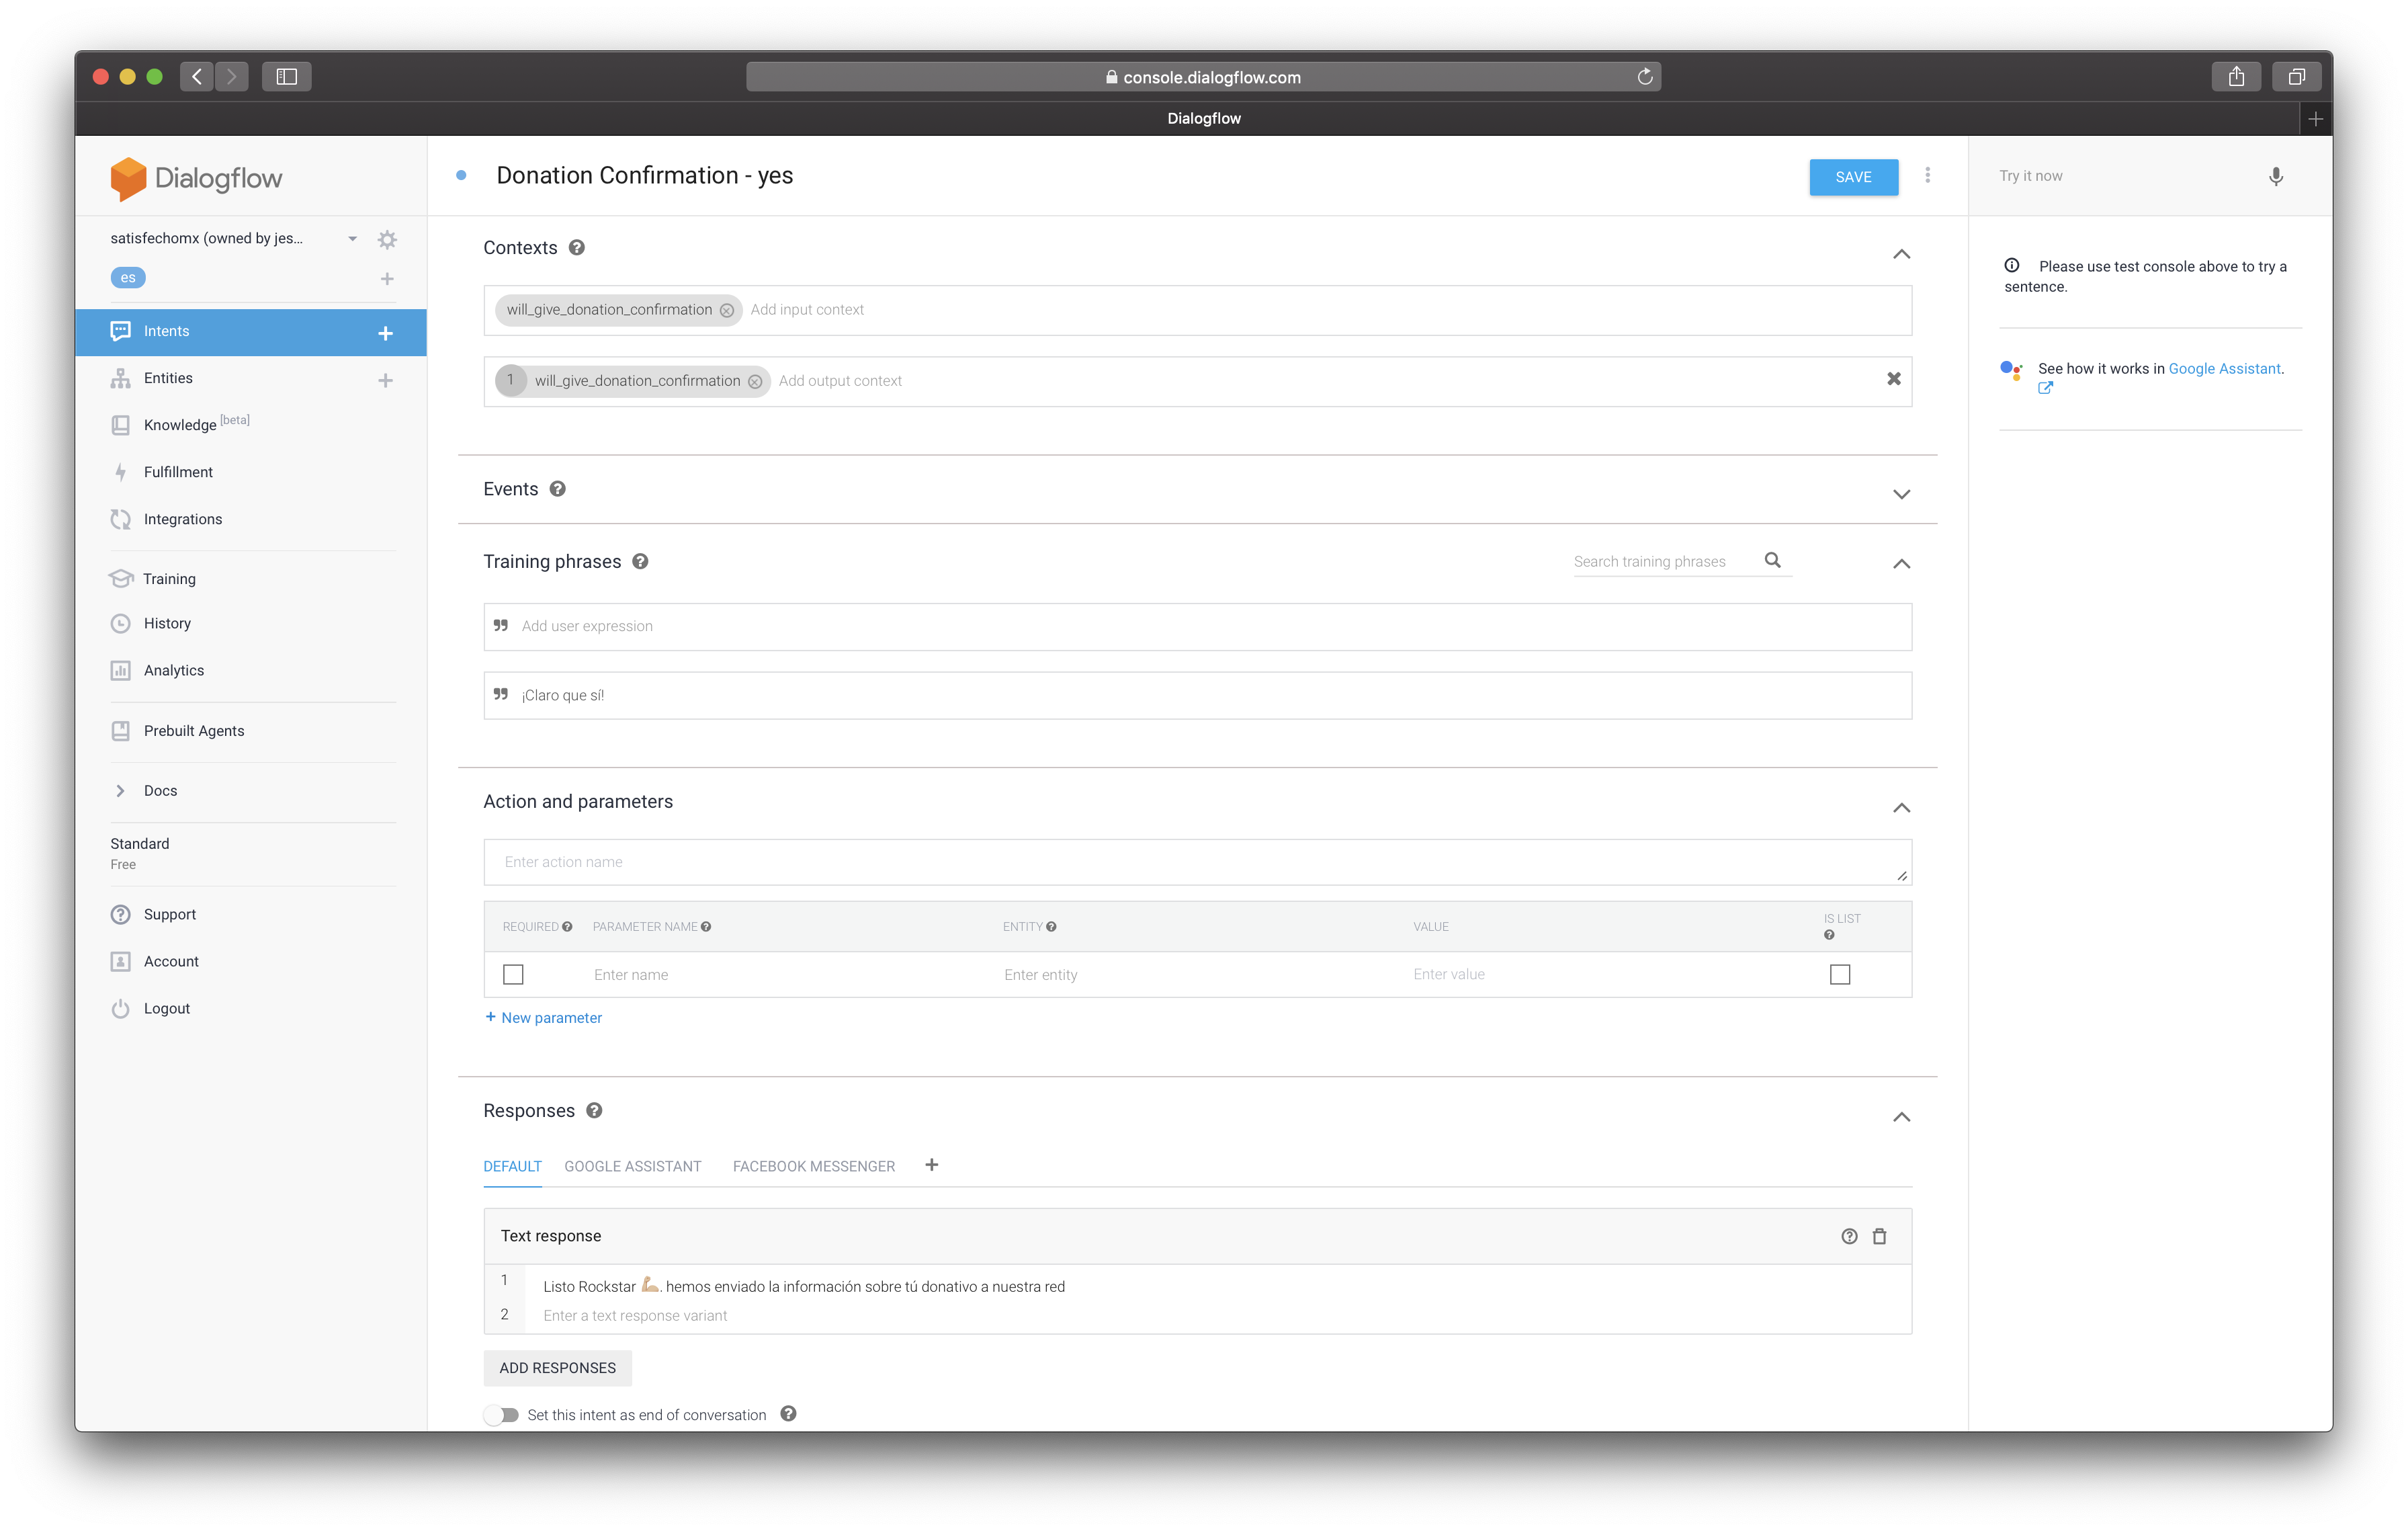 console.dialogflow.com
Dialogflow
Dialogflow
Donation Confirmation - yes
SAVE
Try it now
satisfechomx (owned by jes...
es
Intents
Entities
Knowledge [beta]
Fulfillment
Integrations
Training
History
Analytics
Prebuilt Agents
Docs
Standard
Free
Support
Account
Logout
Contexts
will_give_donation_confirmation Add input context
1 will_give_donation_confirmation Add output context
Events
Training phrases
Search training phrases
Add user expression
¡Claro que sí!
Action and parameters
Enter action name
REQUIRED PARAMETER NAME ENTITY VALUE IS LIST
Enter name Enter entity Enter value
+ New parameter
Responses
DEFAULT GOOGLE ASSISTANT FACEBOOK MESSENGER
Text response
1 Listo Rockstar 💪🏼. hemos enviado la información sobre tú donativo a nuestra red
2 Enter a text response variant
ADD RESPONSES
Set this intent as end of conversation
Please use test console above to try a
sentence.
See how it works in Google Assistant.